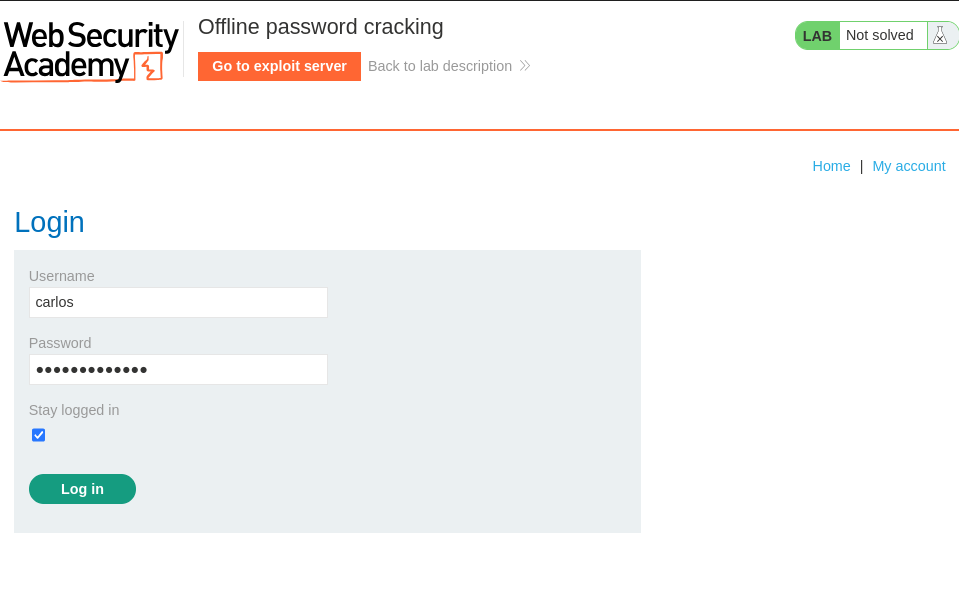 Web Security
Academy
Offline password cracking
Go to exploit server
Back to lab description
LAB
Not solved
Home | My account
Login
Username
carlos
Password
●●●●●●●●●●●●●
Stay logged in
Log in